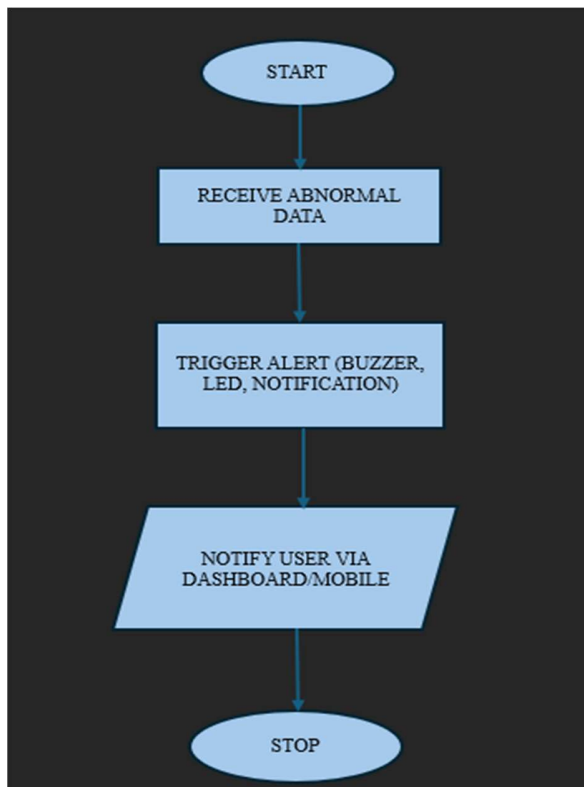 START
RECEIVE ABNORMAL
DATA
TRIGGER ALERT (BUZZER,
LED, NOTIFICATION)
NOTIFY USER VIA
DASHBOARD/MOBILE
STOP